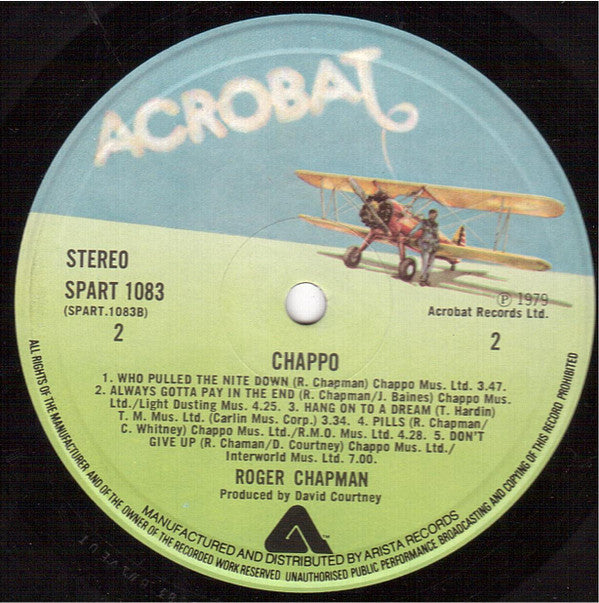 ACROBAT
STEREO
SPART 1083
(SPART.1083B)
2
℗ 1979
Acrobat Records Ltd.
2
CHAPPO
1. WHO PULLED THE NITE DOWN (R. Chapman) Chappo Mus. Ltd. 3.47.
2. ALWAYS GOTTA PAY IN THE END (R. Chapman/J. Baines) Chappo Mus.
Ltd./Light Dusting Mus. 4.25. 3. HANG ON TO A DREAM (T. Hardin)
T. M. Mus. Ltd. (Carlin Mus. Corp.) 3.34. 4. PILLS (R. Chapman/
C. Whitney) Chappo Mus. Ltd./R.M.O. Mus. Ltd. 4.28. 5. DON'T
GIVE UP (R. Chaman/D. Courtney) Chappo Mus. Ltd./
Interworld Mus. Ltd. 7.00.
ROGER CHAPMAN
Produced by David Courtney
TM
MANUFACTURED AND DISTRIBUTED BY ARISTA RECORDS
ALL RIGHTS OF THE MANUFACTURER AND OF THE OWNER OF THE RECORDED WORK RESERVED UNAUTHORISED PUBLIC PERFORMANCE BROADCASTING AND COPYING OF THIS RECORD PROHIBITED